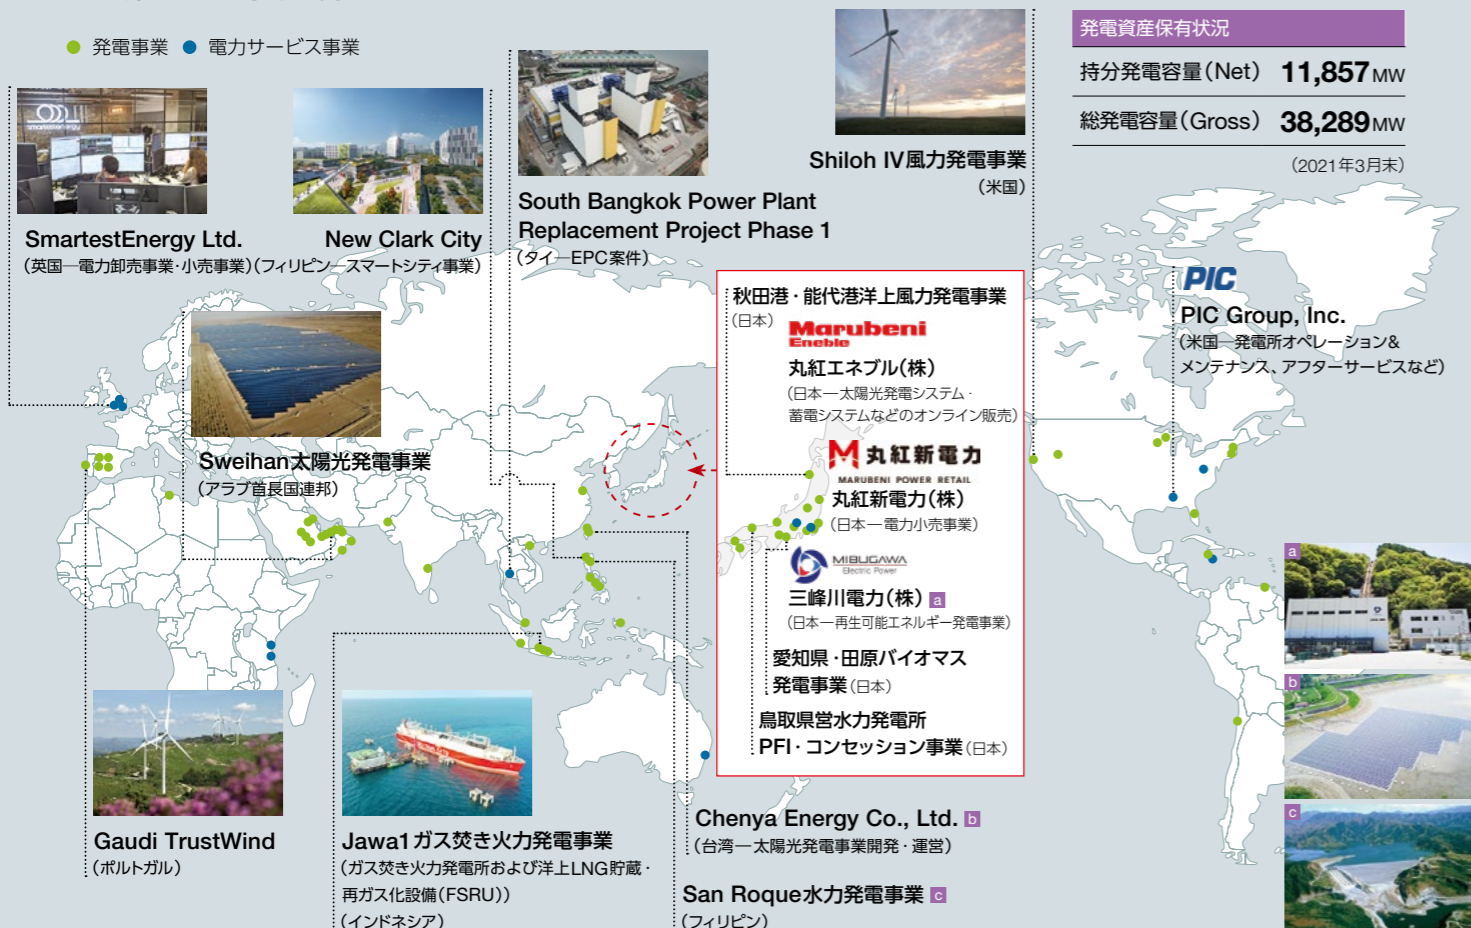 ● 発電事業 ● 電力サービス事業
smartestenergy
SmartestEnergy Ltd.
(英国―電力卸売事業・小売事業)
New Clark City
(フィリピン―スマートシティ事業)
South Bangkok Power Plant
Replacement Project Phase 1
(タイ―EPC案件)
Shiloh IV風力発電事業
(米国)
発電資産保有状況
持分発電容量(Net) 11,857MW
総発電容量(Gross) 38,289MW
(2021年3月末)
PIC
PIC Group, Inc.
(米国―発電所オペレーション&
メンテナンス、アフターサービスなど)
Sweihan太陽光発電事業
(アラブ首長国連邦)
秋田港・能代港洋上風力発電事業
(日本)
Marubeni
Eneble
丸紅エネブル(株)
(日本―太陽光発電システム・
蓄電システムなどのオンライン販売)
丸紅新電力
MARUBENI POWER RETAIL
丸紅新電力(株)
(日本―電力小売事業)
MIBUGAWA
Electric Power
三峰川電力(株) a
(日本―再生可能エネルギー発電事業)
愛知県・田原バイオマス
発電事業(日本)
鳥取県営水力発電所
PFI・コンセッション事業(日本)
Gaudi TrustWind
(ポルトガル)
Jawa1ガス焚き火力発電事業
(ガス焚き火力発電所および洋上LNG貯蔵・
再ガス化設備(FSRU))
(インドネシア)
Chenya Energy Co., Ltd. b
(台湾―太陽光発電事業開発・運営)
San Roque水力発電事業 c
(フィリピン)
a
b
c